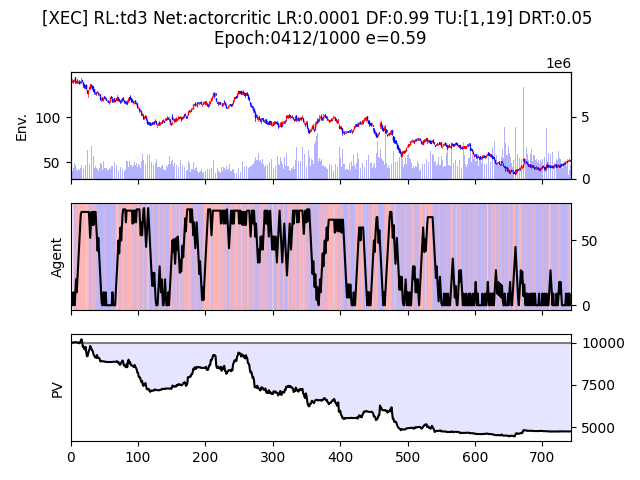 [XEC] RL:td3 Net:actorcritic LR:0.0001 DF:0.99 TU:[1,19] DRT:0.05
Epoch:0412/1000 e=0.59
1e6
Env.
100
50
5
0
Agent
50
0
PV
10000
7500
5000
0 100 200 300 400 500 600 700